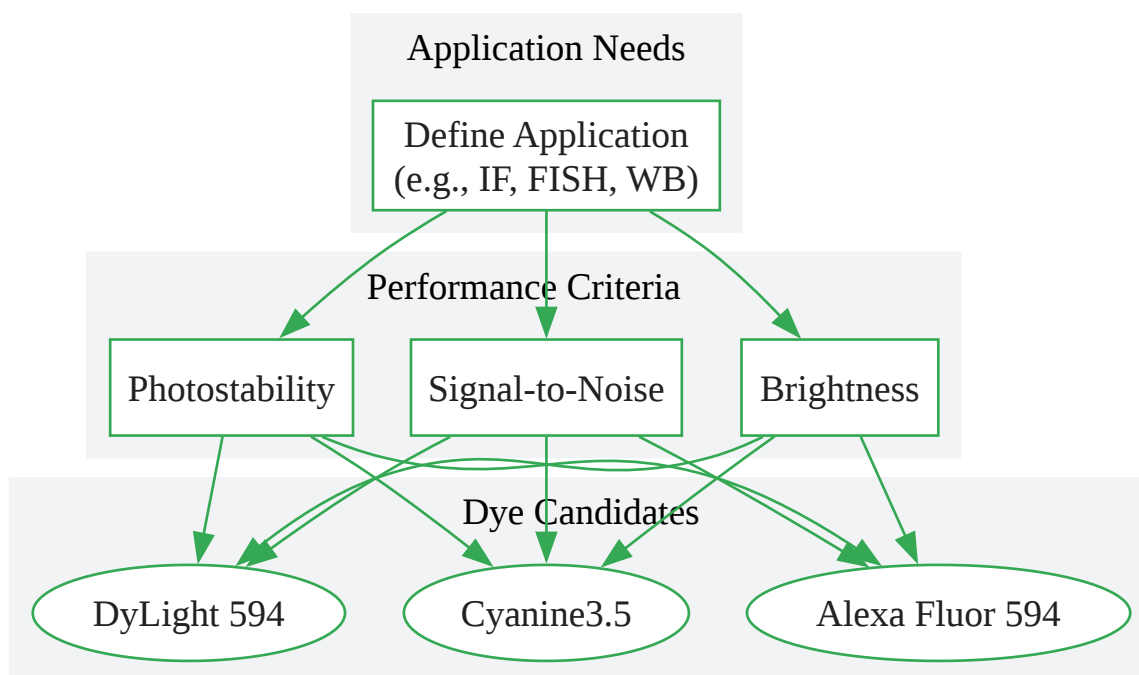 Application Needs
Define Application
(e.g., IF, FISH, WB)
Performance Criteria
Photostability
Signal-to-Noise
Brightness
Dye Candidates
DyLight 594
Cyanine3.5
Alexa Fluor 594